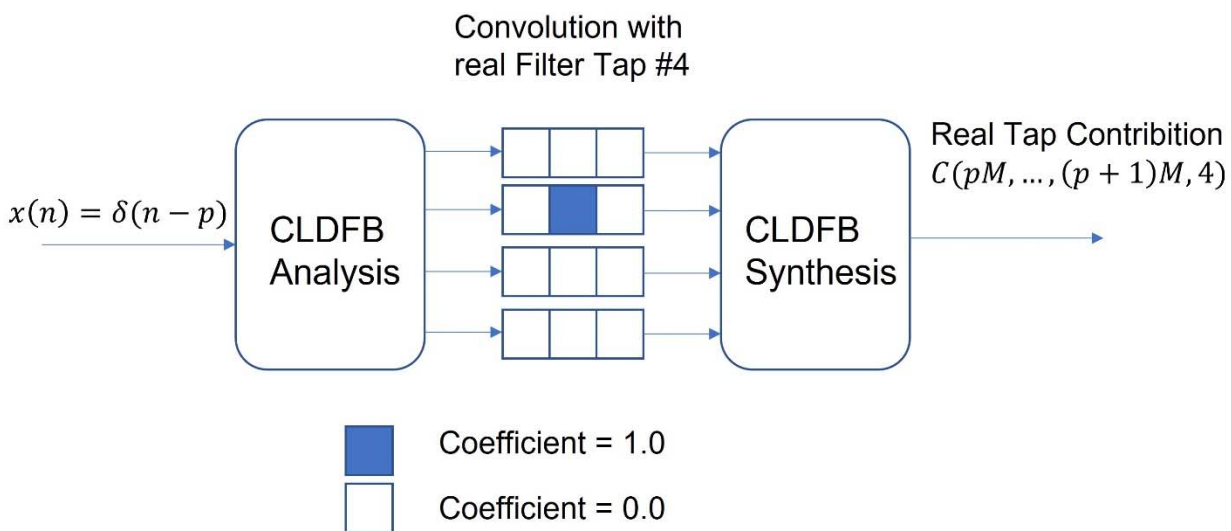 Convolution with
real Filter Tap #4
x(n) = δ(n − p)
CLDFB
Analysis
CLDFB
Synthesis
Real Tap Contribition
C(pM, … , (p + 1)M, 4)
Coefficient = 1.0
Coefficient = 0.0